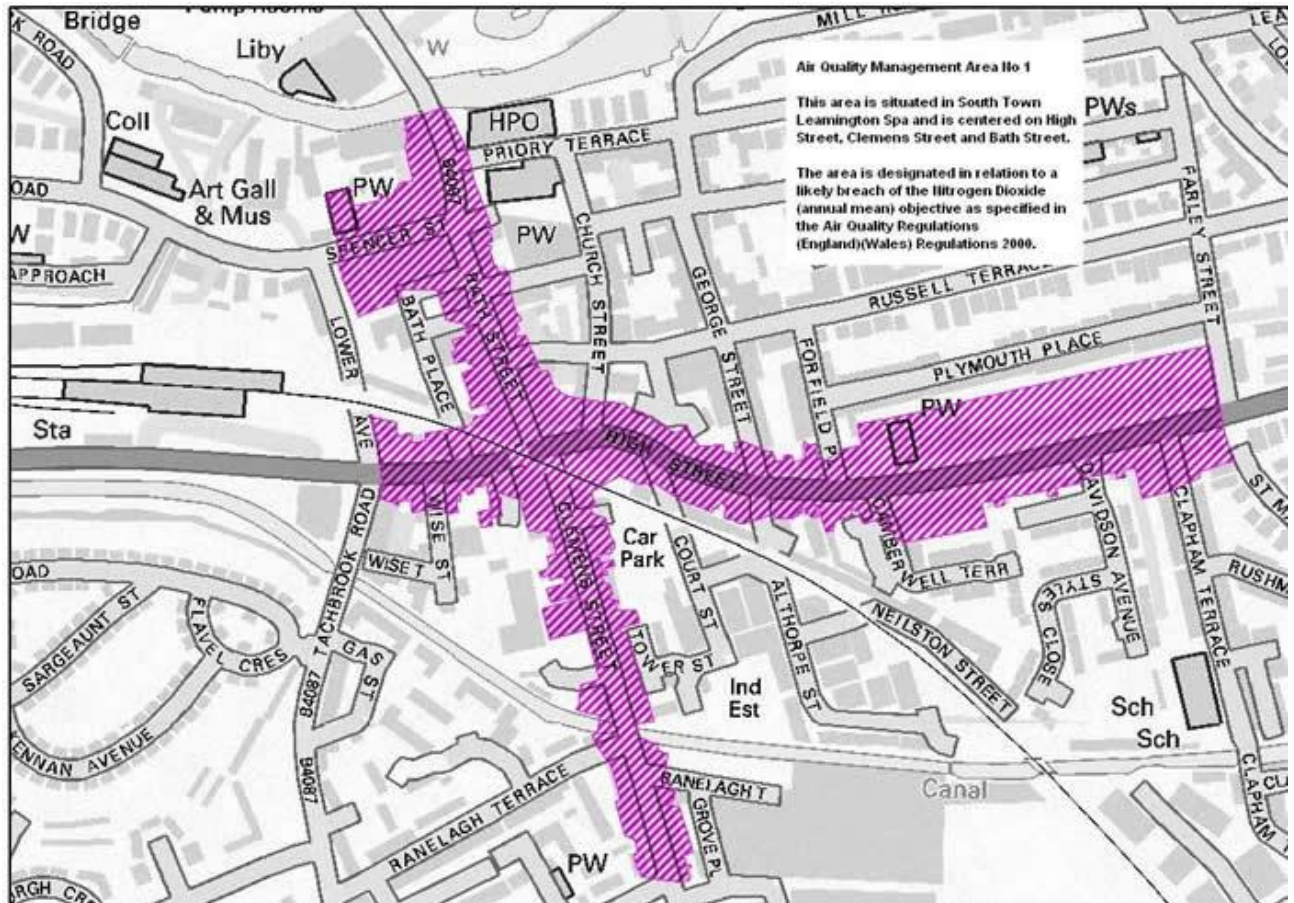 Bridge
Liby
W
MILL
K ROAD
Coll
HPO
PRIORY TERRACE
Art Gall
& Mus
PW
B4087
SPENCER ST
PW
CHURCH STREET
GEORGE STREET
Air Quality Management Area No 1
This area is situated in South Town
Leamington Spa and is centered on High
Street, Clemens Street and Bath Street.
The area is designated in relation to a
likely breach of the Nitrogen Dioxide
(annual mean) objective as specified in
the Air Quality Regulations
(England)(Wales) Regulations 2000.
PWs
FARLEY STREET
OAD
W
APPROACH
LOWER
AVE
BATH PLACE
BATH STREET
RUSSELL TERRACE
FORFIELD P
PLYMOUTH PLACE
PW
Sta
HIGH STREET
WISE ST
WISE T
TACHBROOK ROAD
B4087
B4087
CLEMENS STREET
Car
Park
COURT ST
ALTHORPE ST
CAMBER
WELL TERR
NEILSTON STREET
DAVIDSON AVENUE
STYLES CLOSE
CLAPHAM TERRACE
ST M
RUSHM
OAD
SARGEAUNT ST
FLAVEL CRES
GAS ST
KENNAN AVENUE
TOWER ST
Ind
Est
Sch
Sch
Canal
RANELAGH TERRACE
RANELAGH T
GROVE PL
PW
CLAPHAM
CL